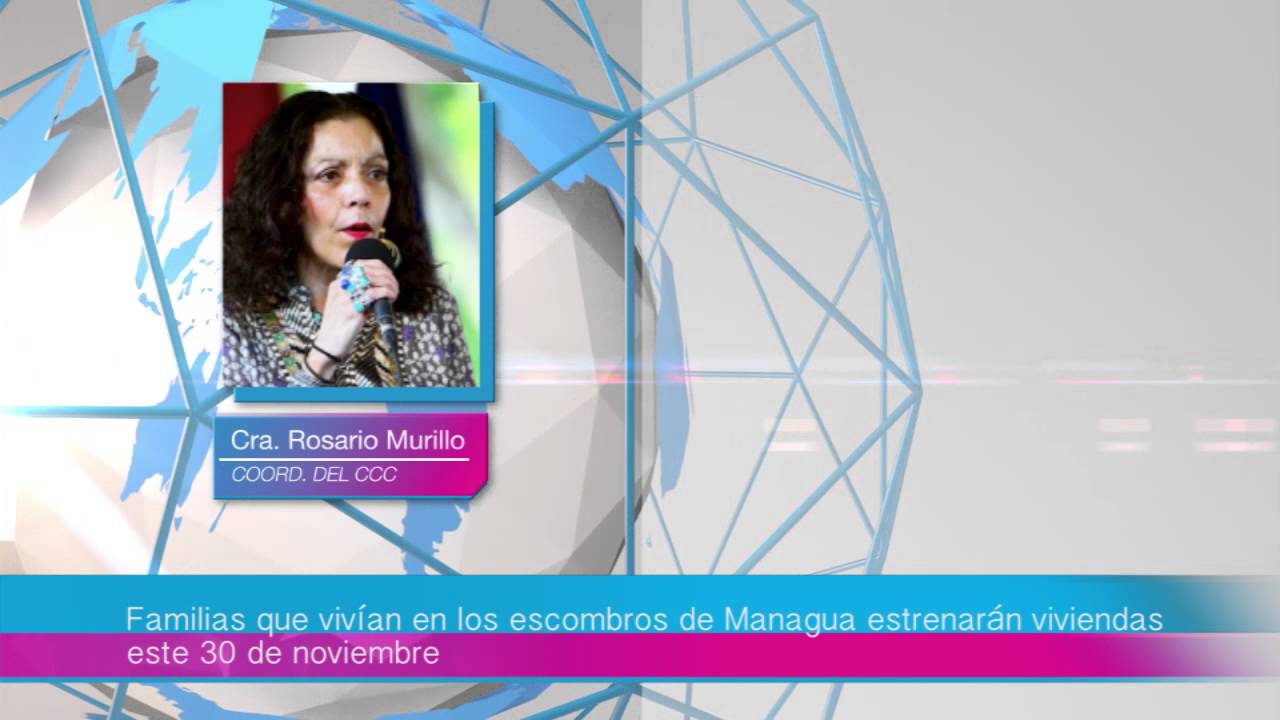 Cra. Rosario Murillo
COORD. DEL CCC
Familias que vivían en los escombros de Managua estrenarán viviendas
este 30 de noviembre